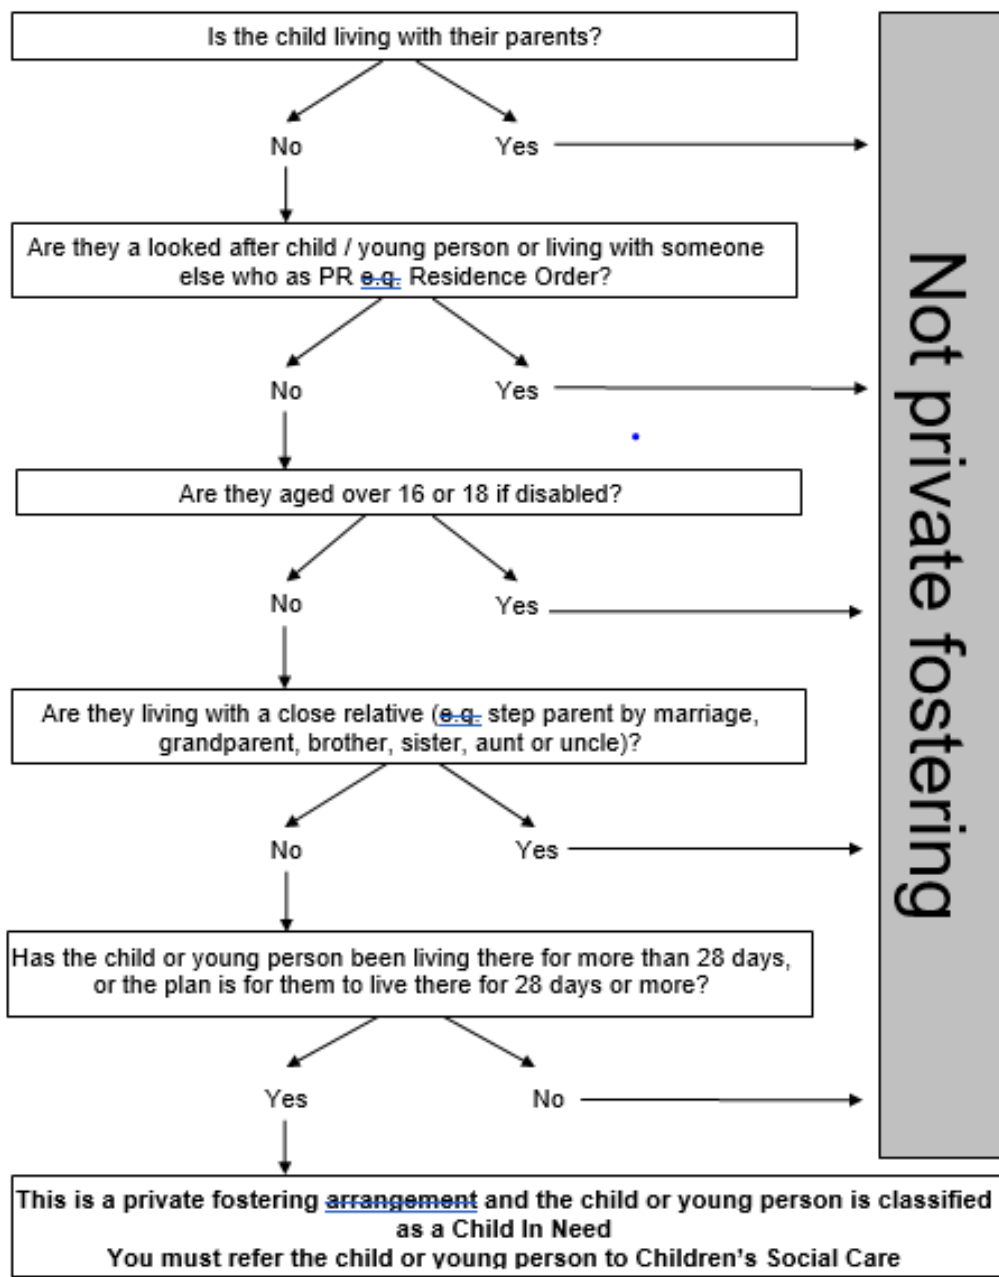 Is the child living with their parents?
No
Yes
Are they a looked after child / young person or living with someone
else who as PR e.g. Residence Order?
No
Yes
Are they aged over 16 or 18 if disabled?
No
Yes
Are they living with a close relative (e.g. step parent by marriage,
grandparent, brother, sister, aunt or uncle)?
No
Yes
Has the child or young person been living there for more than 28 days,
or the plan is for them to live there for 28 days or more?
Yes
No
This is a private fostering arrangement and the child or young person is classified
as a Child In Need
You must refer the child or young person to Children's Social Care
Not private fostering